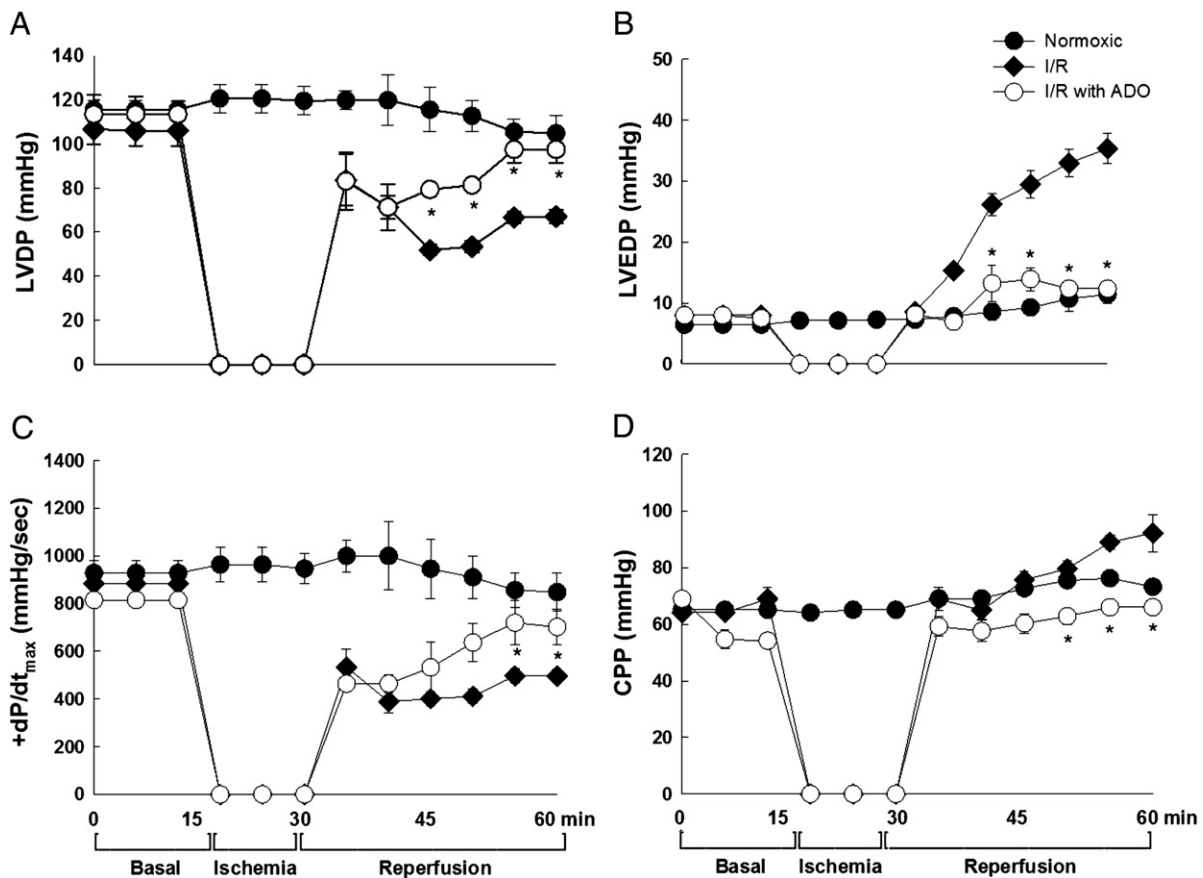 A
LVDP (mmHg)
140
120
100
80
60
40
20
0
*
*
*
*
B
Normoxic
I/R
I/R with ADO
LVEDP (mmHg)
50
40
30
20
10
0
*
*
*
*
C
+dP/dtmax (mmHg/sec)
1400
1200
1000
800
600
400
200
0
*
*
0 15 30 45 60 min
Basal Ischemia Reperfusion
D
CPP (mmHg)
120
100
80
60
40
20
0
*
*
*
0 15 30 45 60 min
Basal Ischemia Reperfusion